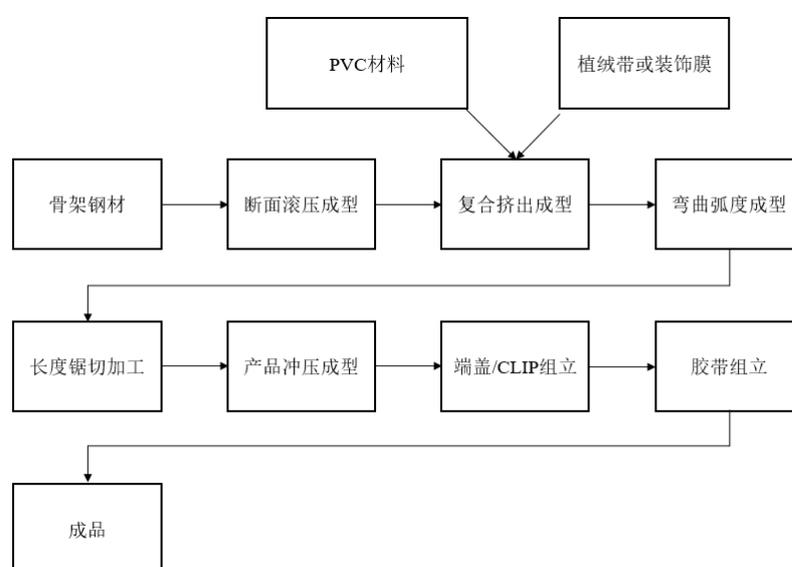 PVC材料
植绒带或装饰膜
骨架钢材
断面滚压成型
复合挤出成型
弯曲弧度成型
长度锯切加工
产品冲压成型
端盖/CLIP组立
胶带组立
成品